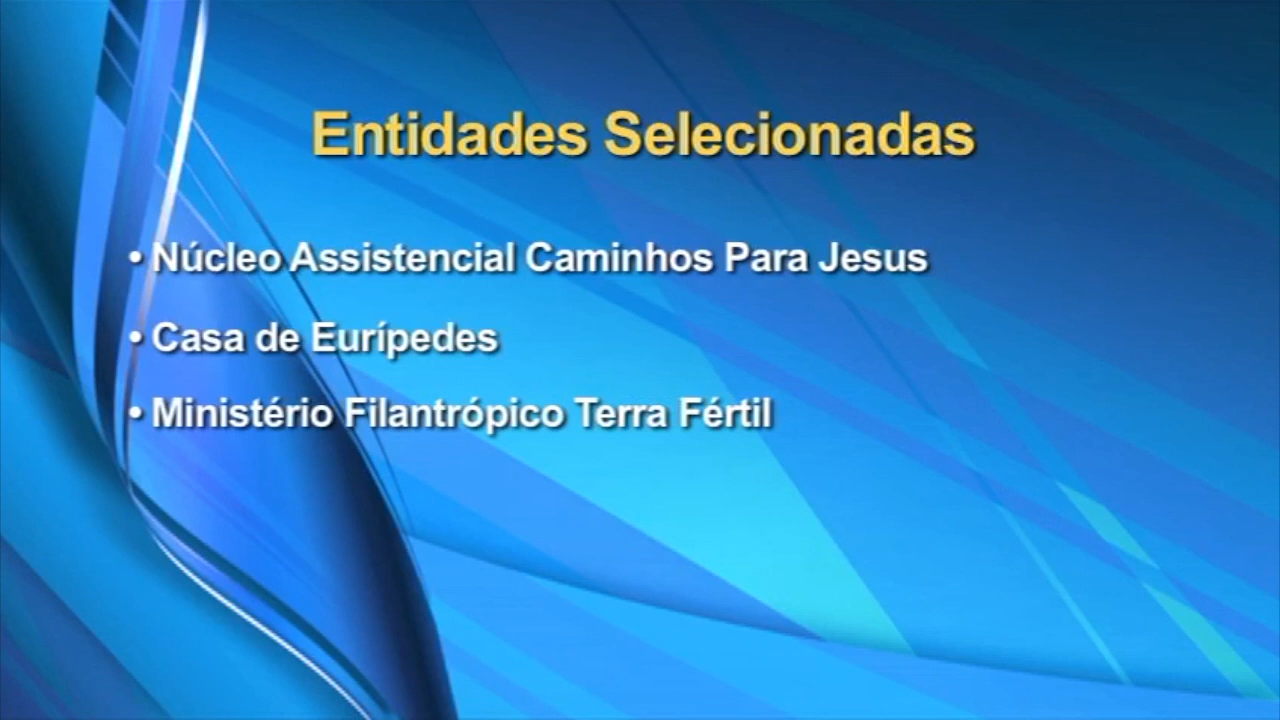 Entidades Selecionadas
• Núcleo Assistencial Caminhos Para Jesus
• Casa de Eurípedes
• Ministério Filantrópico Terra Fértil